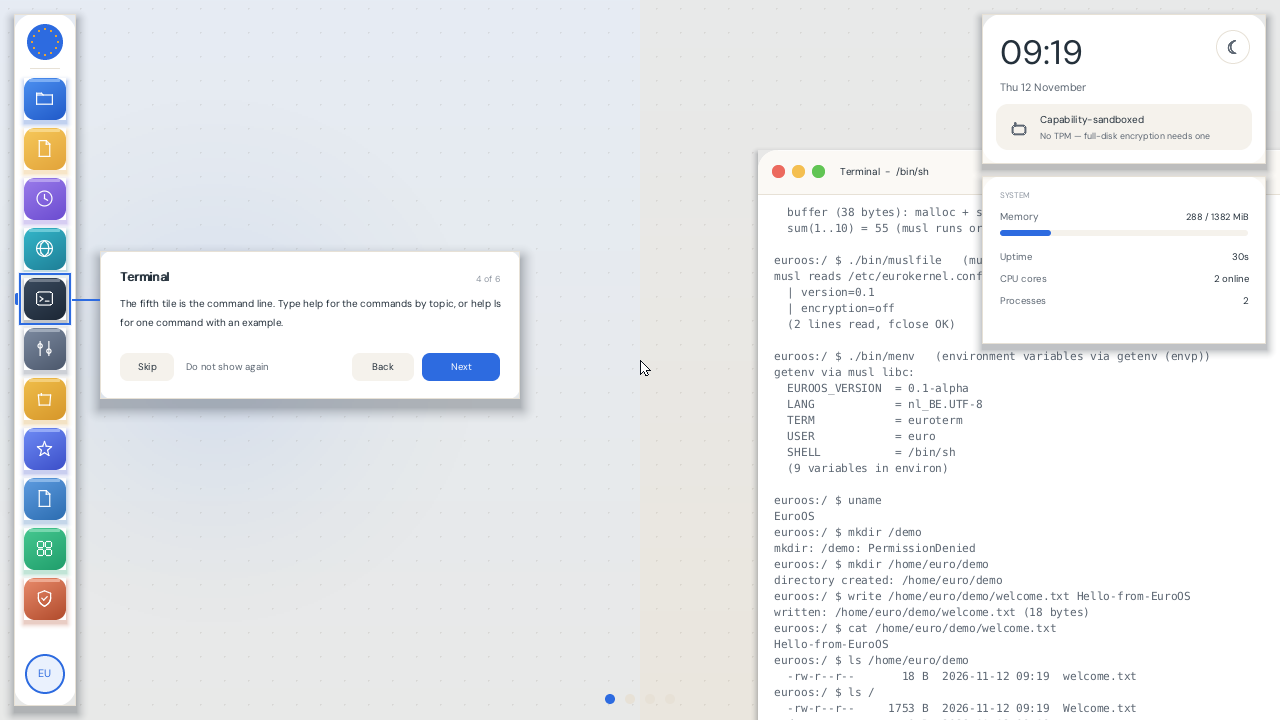 09:19
Thu 12 November
Capability-sandboxed
No TPM — full-disk encryption needs one
SYSTEM
Memory 288 / 1382 MiB
Uptime 30s
CPU cores 2 online
Processes 2
Terminal 4 of 6
The fifth tile is the command line. Type help for the commands by topic, or help ls
for one command with an example.
Skip Do not show again Back Next
EU
Terminal - /bin/sh
buffer (38 bytes): malloc + s
sum(1..10) = 55 (musl runs or
euroos:/ $ ./bin/muslfile (mu
musl reads /etc/eurokernel.conf
| version=0.1
| encryption=off
(2 lines read, fclose OK)
euroos:/ $ ./bin/menv (environment variables via getenv (envp))
getenv via musl libc:
EUROOS_VERSION = 0.1-alpha
LANG = nl_BE.UTF-8
TERM = euroterm
USER = euro
SHELL = /bin/sh
(9 variables in environ)
euroos:/ $ uname
EuroOS
euroos:/ $ mkdir /demo
mkdir: /demo: PermissionDenied
euroos:/ $ mkdir /home/euro/demo
directory created: /home/euro/demo
euroos:/ $ write /home/euro/demo/welcome.txt Hello-from-EuroOS
written: /home/euro/demo/welcome.txt (18 bytes)
euroos:/ $ cat /home/euro/demo/welcome.txt
Hello-from-EuroOS
euroos:/ $ ls /home/euro/demo
-rw-r--r-- 18 B 2026-11-12 09:19 welcome.txt
euroos:/ $ ls /
-rw-r--r-- 1753 B 2026-11-12 09:19 Welcome.txt